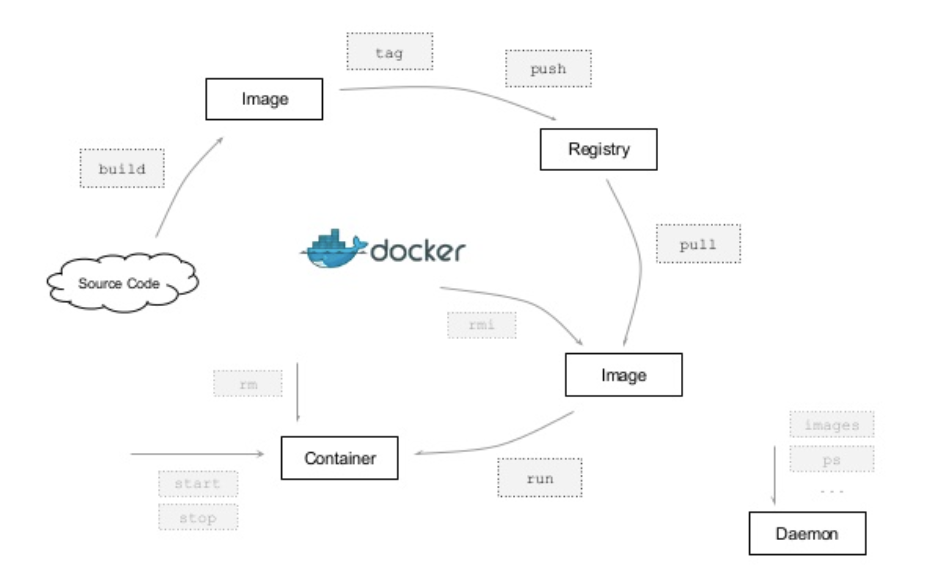 tag
push
Image
Registry
build
pull
docker
Source Code
rmi
Image
rm
images
Container
ps
start
run
...
stop
Daemon